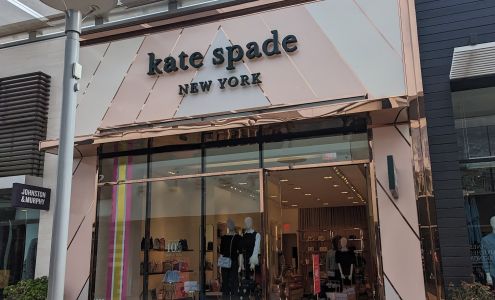 kate spade
NEW YORK
JOHNSTON
&MURPHY